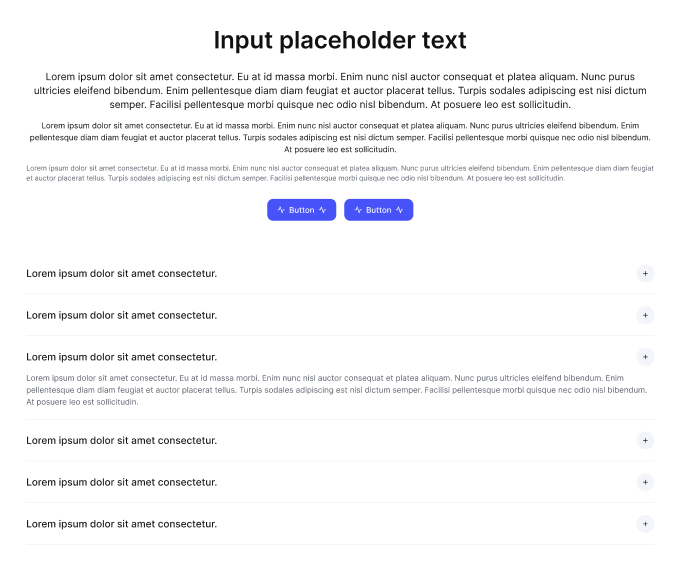 Input placeholder text
Lorem ipsum dolor sit amet consectetur. Eu at id massa morbi. Enim nunc nisl auctor consequat et platea aliquam. Nunc purus
ultricies eleifend bibendum. Enim pellentesque diam diam feugiat et auctor placerat tellus. Turpis sodales adipiscing est nisi dictum
semper. Facilisi pellentesque morbi quisque nec odio nisl bibendum. At posuere leo est sollicitudin.
Lorem ipsum dolor sit amet consectetur. Eu at id massa morbi. Enim nunc nisl auctor consequat et platea aliquam. Nunc purus ultricies eleifend bibendum. Enim
pellentesque diam diam feugiat et auctor placerat tellus. Turpis sodales adipiscing est nisi dictum semper. Facilisi pellentesque morbi quisque nec odio nisl bibendum.
At posuere leo est sollicitudin.
Lorem ipsum dolor sit amet consectetur. Eu at id massa morbi. Enim nunc nisl auctor consequat et platea aliquam. Nunc purus ultricies eleifend bibendum. Enim pellentesque diam diam feugiat
et auctor placerat tellus. Turpis sodales adipiscing est nisi dictum semper. Facilisi pellentesque morbi quisque nec odio nisl bibendum. At posuere leo est sollicitudin.
Button Button
Lorem ipsum dolor sit amet consectetur. +
Lorem ipsum dolor sit amet consectetur. +
Lorem ipsum dolor sit amet consectetur. +
Lorem ipsum dolor sit amet consectetur. Eu at id massa morbi. Enim nunc nisl auctor consequat et platea aliquam. Nunc purus ultricies eleifend bibendum. Enim
pellentesque diam diam feugiat et auctor placerat tellus. Turpis sodales adipiscing est nisi dictum semper. Facilisi pellentesque morbi quisque nec odio nisl bibendum.
At posuere leo est sollicitudin.
Lorem ipsum dolor sit amet consectetur. +
Lorem ipsum dolor sit amet consectetur. +
Lorem ipsum dolor sit amet consectetur. +